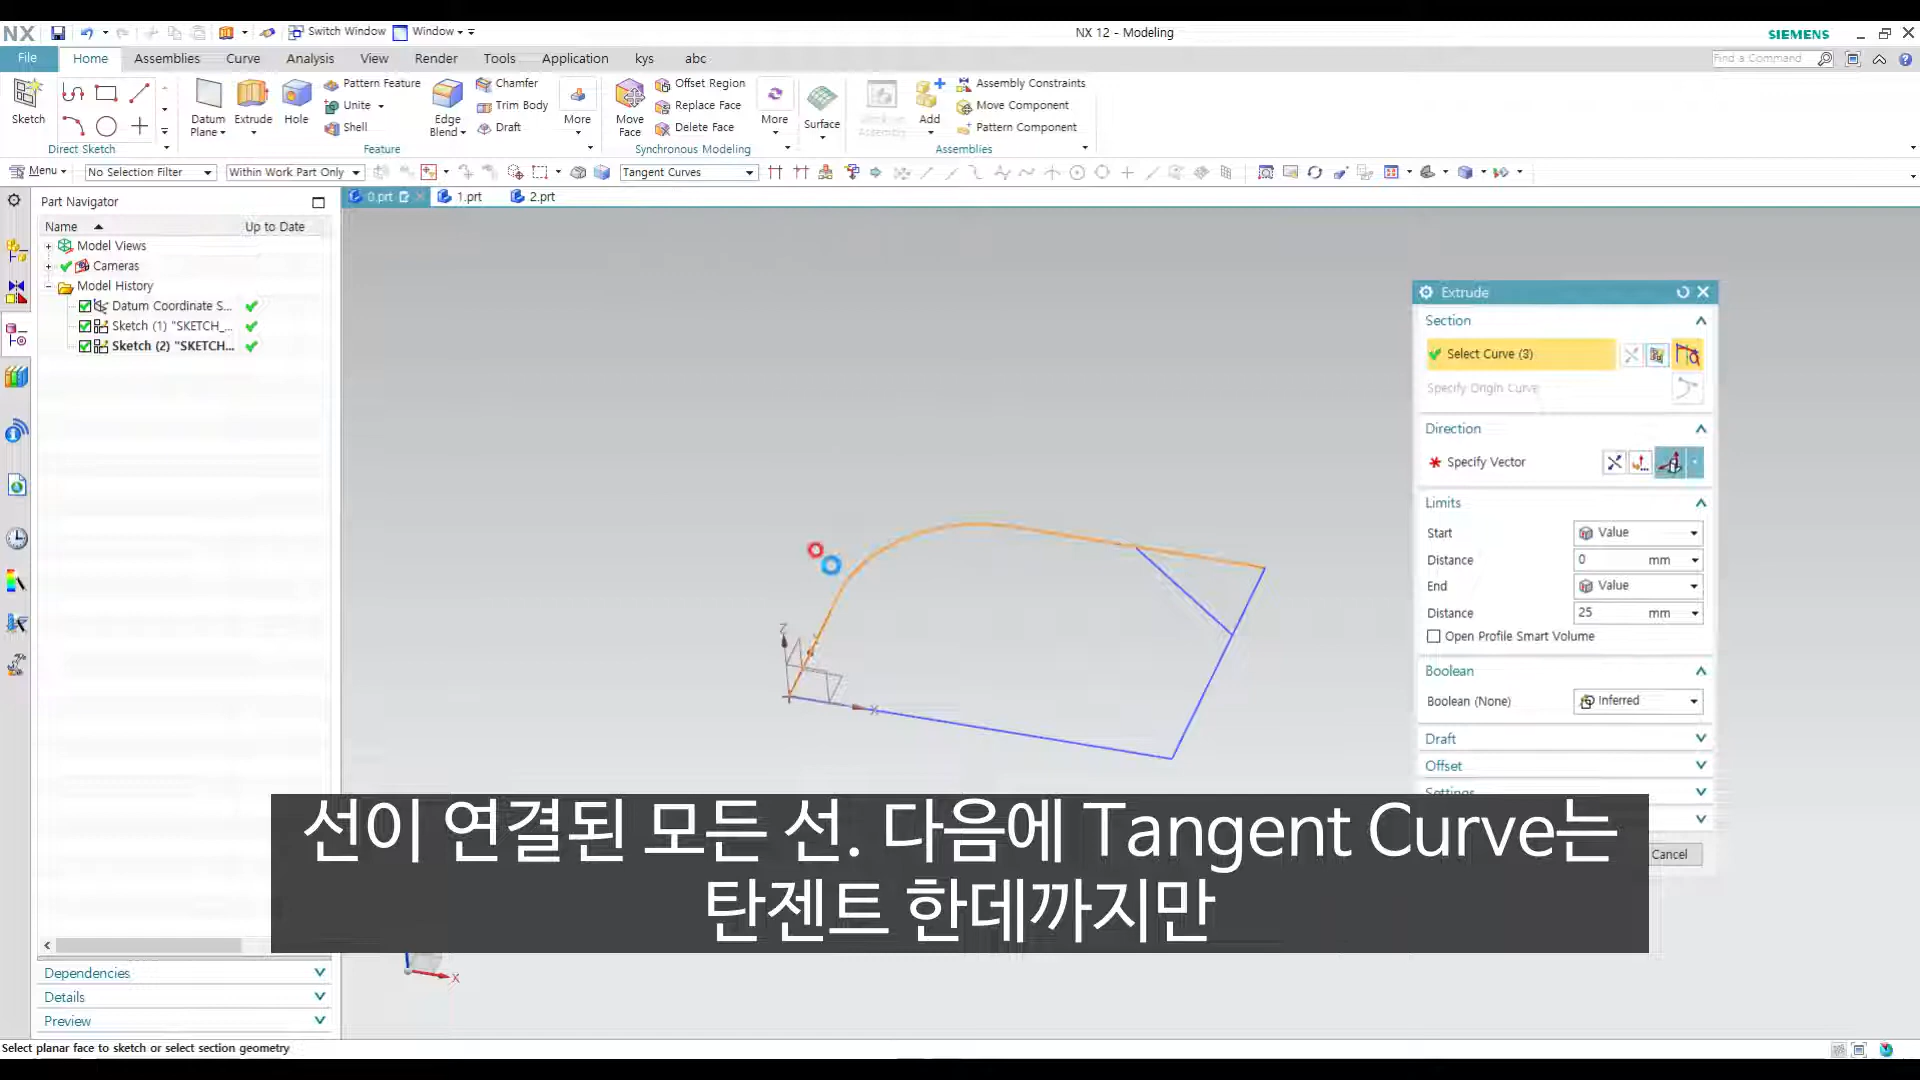 NX
Switch Window
Window
NX 12 - Modeling
SIEMENS
File
Home
Assemblies
Curve
Analysis
View
Render
Tools
Application
kys
abc
Find a Command
Sketch
Direct Sketch
Datum Plane
Extrude
Hole
Pattern Feature
Unite
Shell
Edge Blend
Chamfer
Trim Body
Draft
More
Feature
Move Face
Offset Region
Replace Face
Delete Face
More
Synchronous Modeling
Surface
Add
Assembly Constraints
Move Component
Pattern Component
Assemblies
Menu
No Selection Filter
Within Work Part Only
Tangent Curves
Part Navigator
0.prt
1.prt
2.prt
Name
Up to Date
Model Views
Cameras
Model History
Datum Coordinate S...
Sketch (1) "SKETCH_...
Sketch (2) "SKETCH...
Dependencies
Details
Preview
Z
X
X
Extrude
Section
Select Curve (3)
Specify Origin Curve
Direction
Specify Vector
Limits
Start
Value
Distance
0 mm
End
Value
Distance
25 mm
Open Profile Smart Volume
Boolean
Boolean (None)
Inferred
Draft
Offset
Settings
Cancel
선이 연결된 모든 선. 다음에 Tangent Curve는
탄젠트 한데까지만
Select planar face to sketch or select section geometry